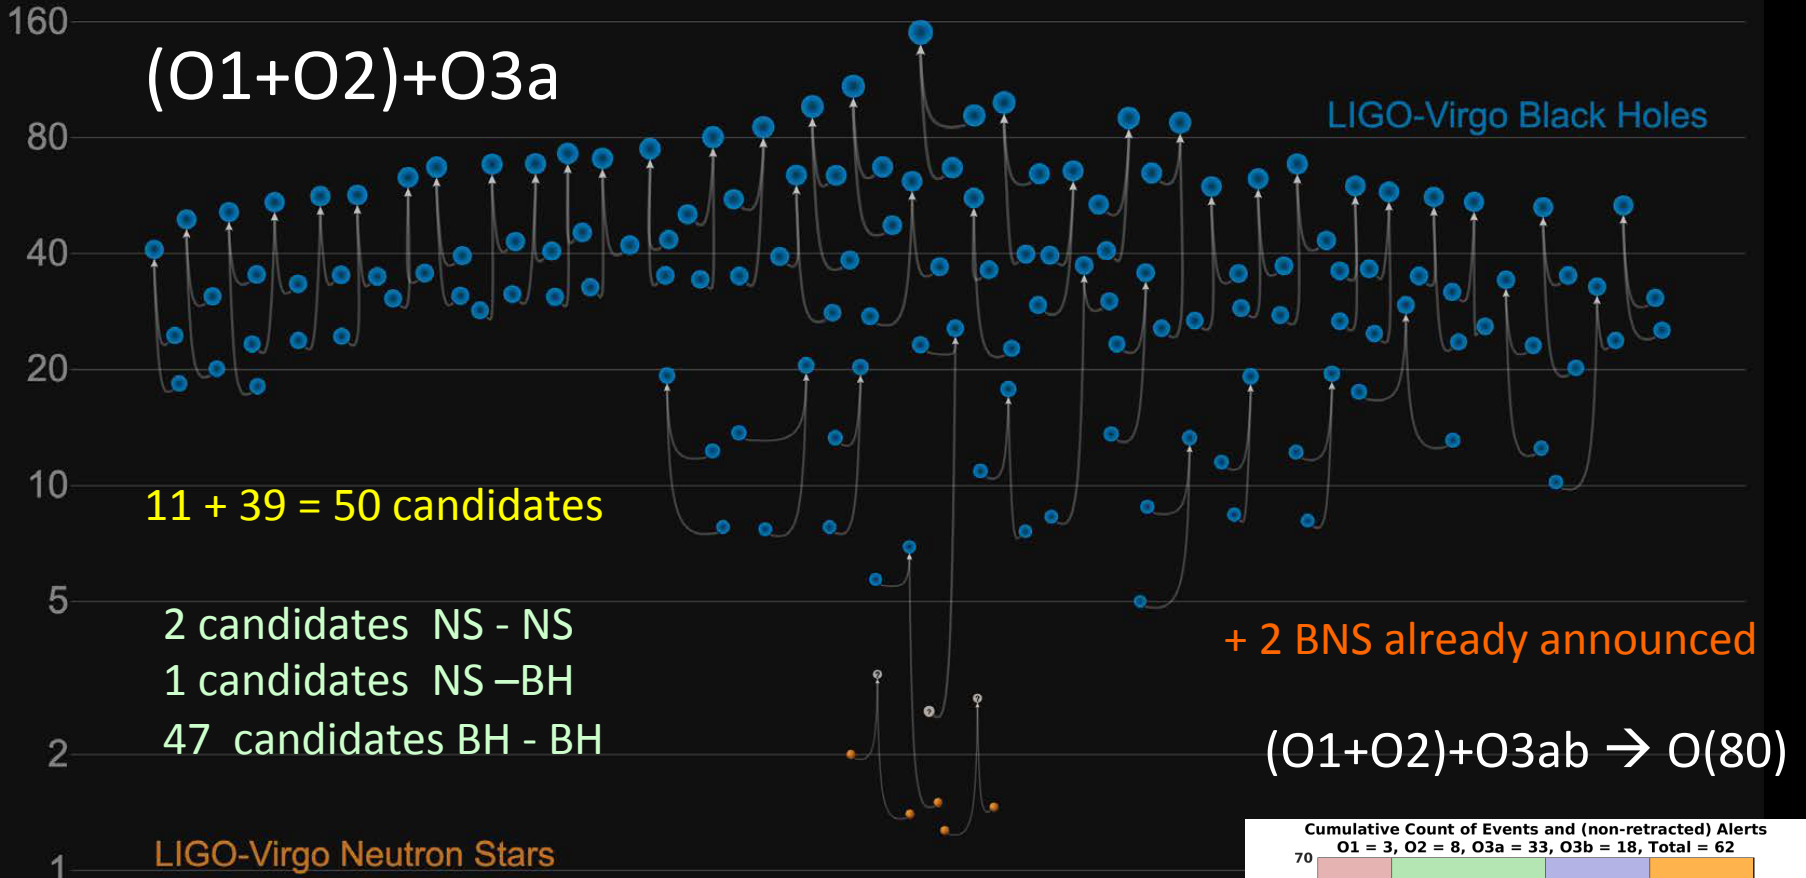 160
(O1+O2)+O3a
LIGO-Virgo Black Holes
80
40
20
10
11 + 39 = 50 candidates
5
2 candidates NS - NS
+ 2 BNS already announced
1 candidates NS –BH
47 candidates BH - BH
2
(O1+O2)+O3ab → O(80)
? ? ?
LIGO-Virgo Neutron Stars
1
Cumulative Count of Events and (non-retracted) Alerts
O1 = 3, O2 = 8, O3a = 33, O3b = 18, Total = 62
70